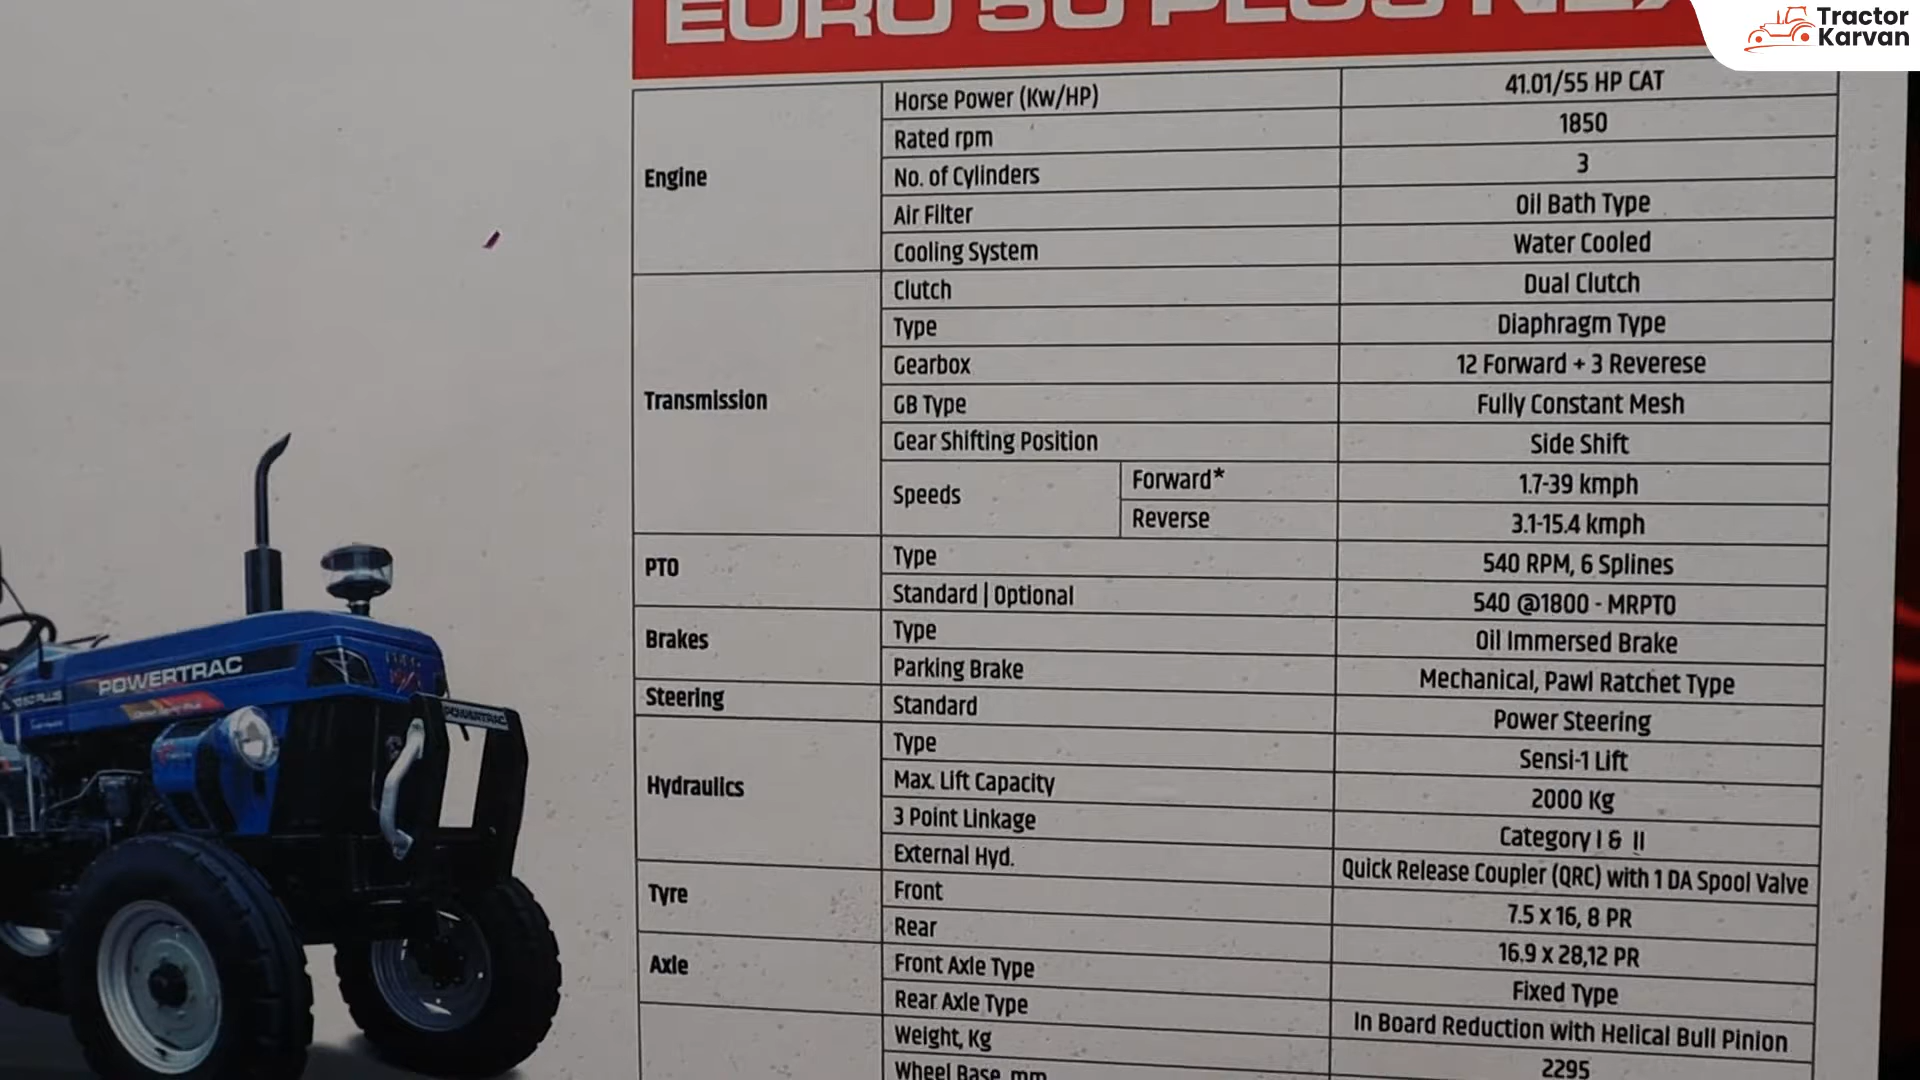 EURO 50 PLUS
Tractor
Karvan
Engine
Horse Power (Kw/HP) 41.01/55 HP CAT
Rated rpm 1850
No. of Cylinders 3
Air Filter Oil Bath Type
Cooling System Water Cooled
Transmission
Clutch Dual Clutch
Type Diaphragm Type
Gearbox 12 Forward + 3 Reverese
GB Type Fully Constant Mesh
Gear Shifting Position Side Shift
Speeds
Forward* 1.7-39 kmph
Reverse 3.1-15.4 kmph
PTO
Type 540 RPM, 6 Splines
Standard | Optional 540 @1800 - MRPTO
Brakes
Type Oil Immersed Brake
Parking Brake Mechanical, Pawl Ratchet Type
Steering
Standard Power Steering
Hydraulics
Type Sensi-1 Lift
Max. Lift Capacity 2000 Kg
3 Point Linkage Category I & II
External Hyd. Quick Release Coupler (QRC) with 1 DA Spool Valve
Tyre
Front 7.5 x 16, 8 PR
Rear 16.9 x 28,12 PR
Axle
Front Axle Type Fixed Type
Rear Axle Type In Board Reduction with Helical Bull Pinion
Weight, Kg 2295
Wheel Base, mm
POWERTRAC
POWERTRAC